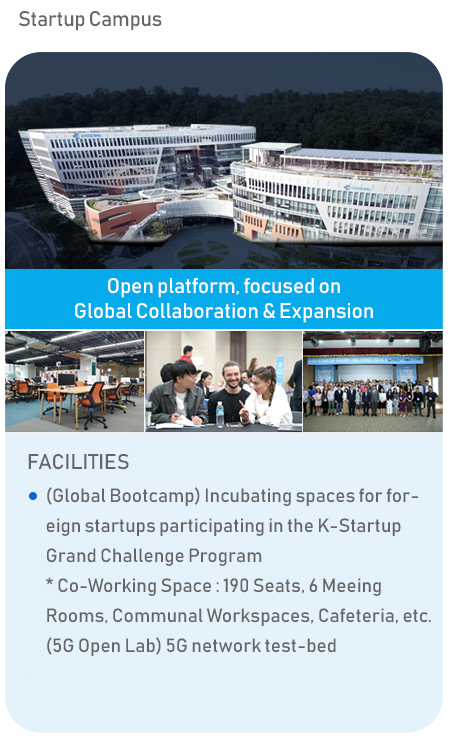 Startup Campus
Open platform, focused on
Global Collaboration & Expansion
FACILITIES
• (Global Bootcamp) Incubating spaces for for-
eign startups participating in the K-Startup
Grand Challenge Program
* Co-Working Space : 190 Seats, 6 Meeing
Rooms, Communal Workspaces, Cafeteria, etc.
(5G Open Lab) 5G network test-bed